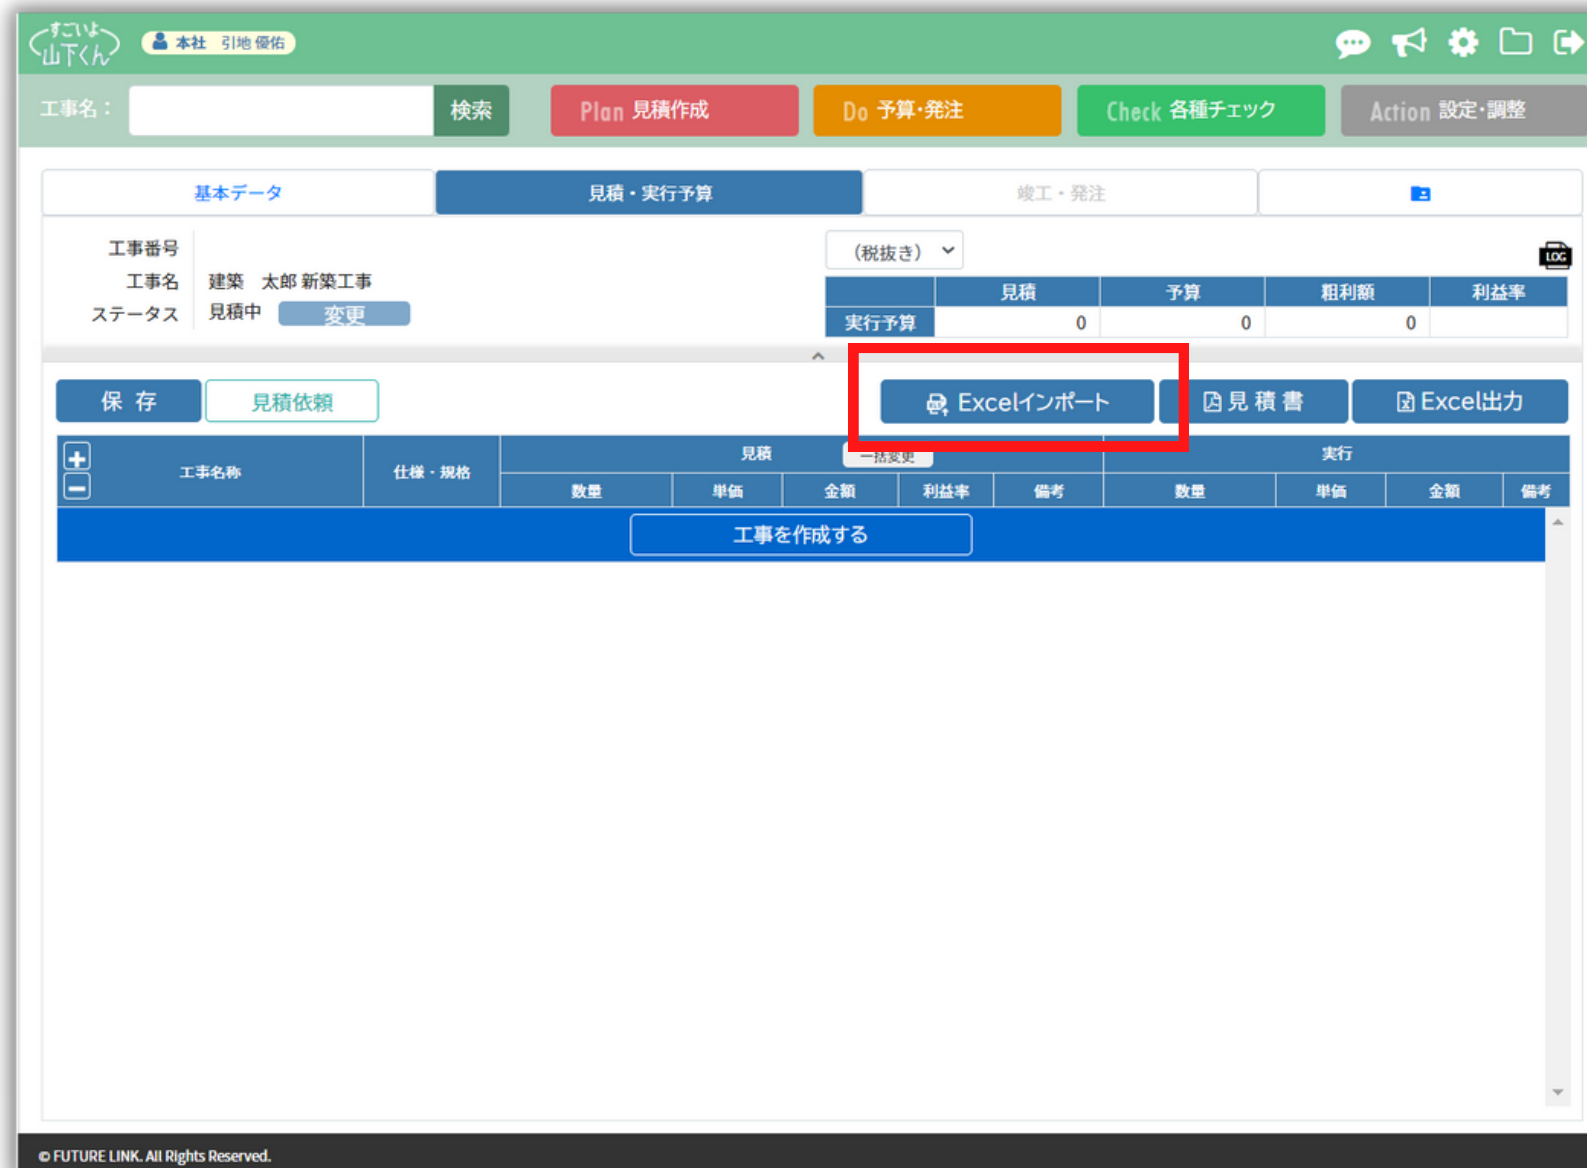 すごいよ
山下くん
本社 引地 優佑
工事名：
検索
Plan 見積作成
Do 予算・発注
Check 各種チェック
Action 設定・調整
基本データ
見積・実行予算
竣工・発注
工事番号
工事名 建築 太郎 新築工事
ステータス 見積中 変更
（税抜き）
LOG
見積 予算 粗利額 利益率
実行予算 0 0 0
保 存
見積依頼
Excelインポート
見 積 書
Excel出力
工事名称
仕様・規格
見積 一括変更
実行
数量 単価 金額 利益率 備考 数量 単価 金額 備考
工事を作成する
© FUTURE LINK. All Rights Reserved.